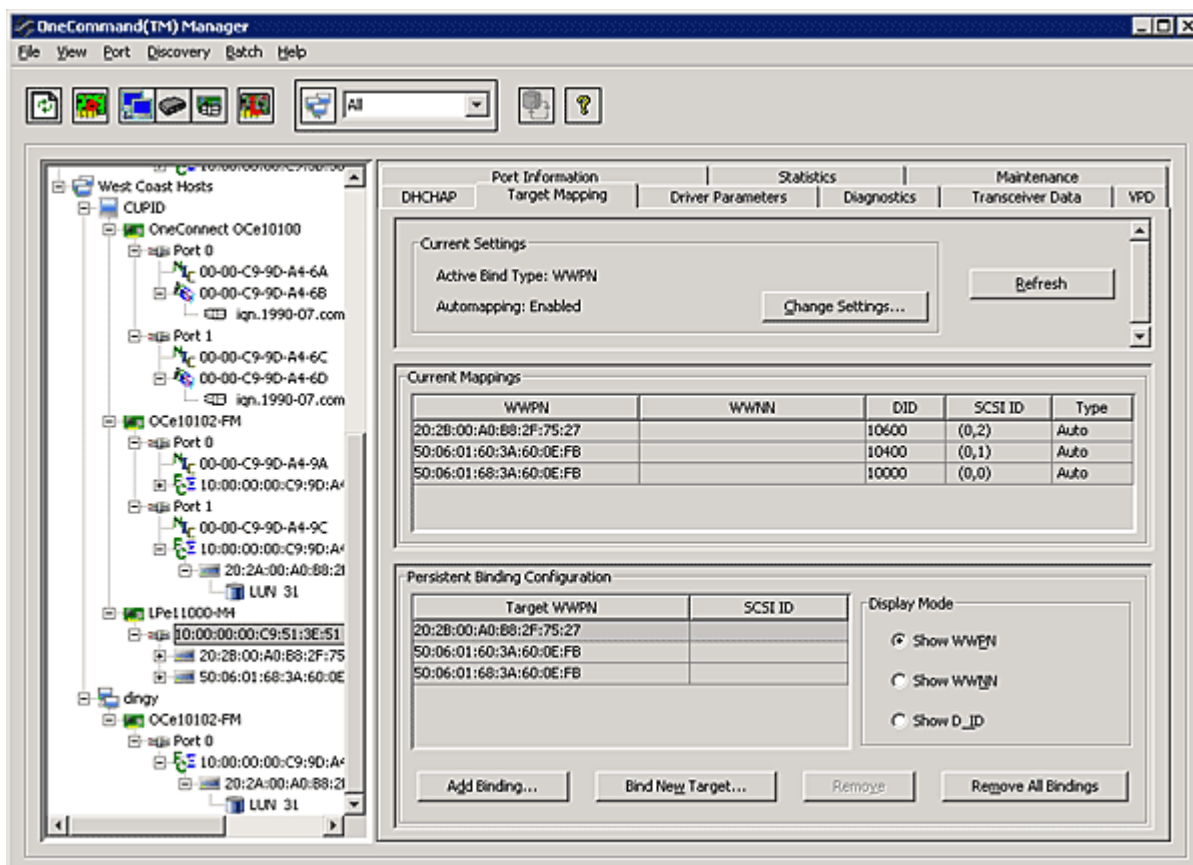 OneCommand(TM) Manager
File View Port Discovery Batch Help
All
West Coast Hosts
CUPID
OneConnect OCe10100
Port 0
00-00-C9-9D-A4-6A
00-00-C9-9D-A4-6B
iqn.1990-07.com
Port 1
00-00-C9-9D-A4-6C
00-00-C9-9D-A4-6D
iqn.1990-07.com
OCe10102-FM
Port 0
00-00-C9-9D-A4-9A
10:00:00:00:C9:9D:A4
Port 1
00-00-C9-9D-A4-9C
10:00:00:00:C9:9D:A4
20:2A:00:A0:B8:2
LUN 31
LPe11000-M4
10:00:00:00:C9:51:3E:51
20:2B:00:A0:B8:2F:75
50:06:01:68:3A:60:0E
dingy
OCe10102-FM
Port 0
10:00:00:00:C9:9D:A4
20:2A:00:A0:B8:2
LUN 31
Port Information Statistics Maintenance
DHCHAP Target Mapping Driver Parameters Diagnostics Transceiver Data VPD
Current Settings
Active Bind Type: WWPN
Automapping: Enabled
Change Settings...
Refresh
Current Mappings
WWPN WWNN DID SCSI ID Type
20:2B:00:A0:B8:2F:75:27 10600 (0,2) Auto
50:06:01:60:3A:60:0E:FB 10400 (0,1) Auto
50:06:01:68:3A:60:0E:FB 10000 (0,0) Auto
Persistent Binding Configuration
Target WWPN SCSI ID
20:2B:00:A0:B8:2F:75:27
50:06:01:60:3A:60:0E:FB
50:06:01:68:3A:60:0E:FB
Display Mode
Show WWPN
Show WWNN
Show D_ID
Add Binding... Bind New Target... Remove Remove All Bindings